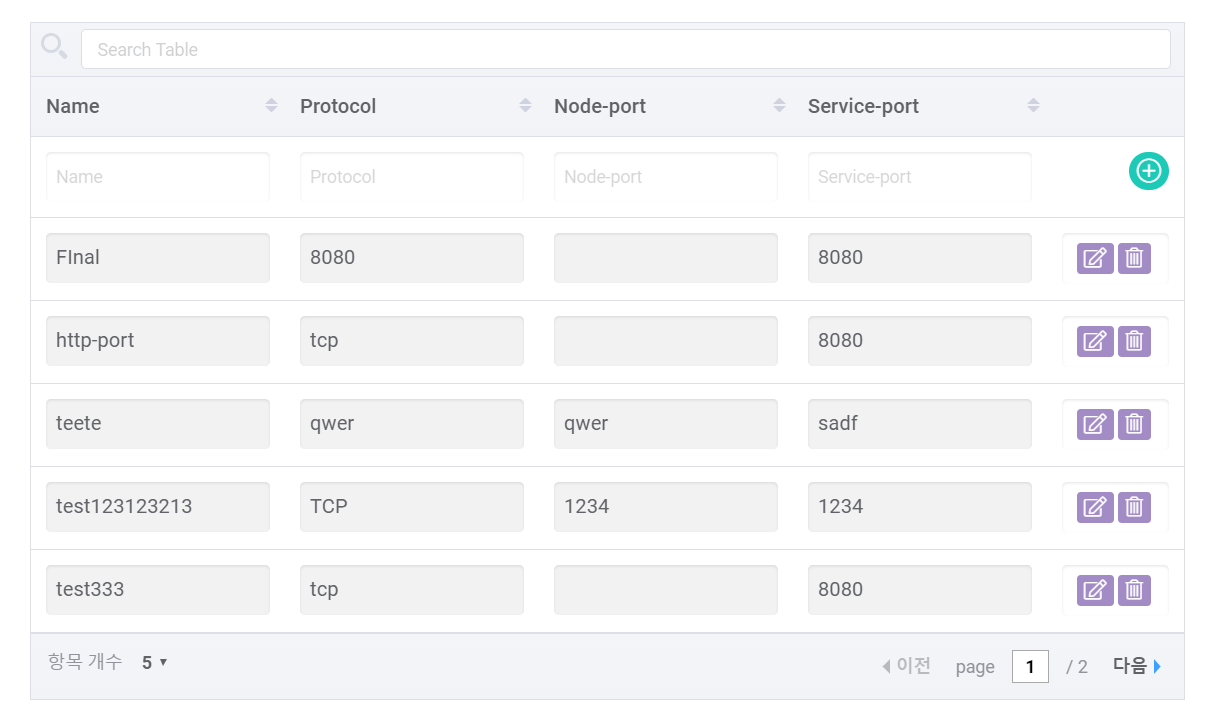 Search Table
Name Protocol Node-port Service-port
Name Protocol Node-port Service-port
FInal 8080 8080
http-port tcp 8080
teete qwer qwer sadf
test123123213 TCP 1234 1234
test333 tcp 8080
항목 개수 5 이전 page 1 / 2 다음